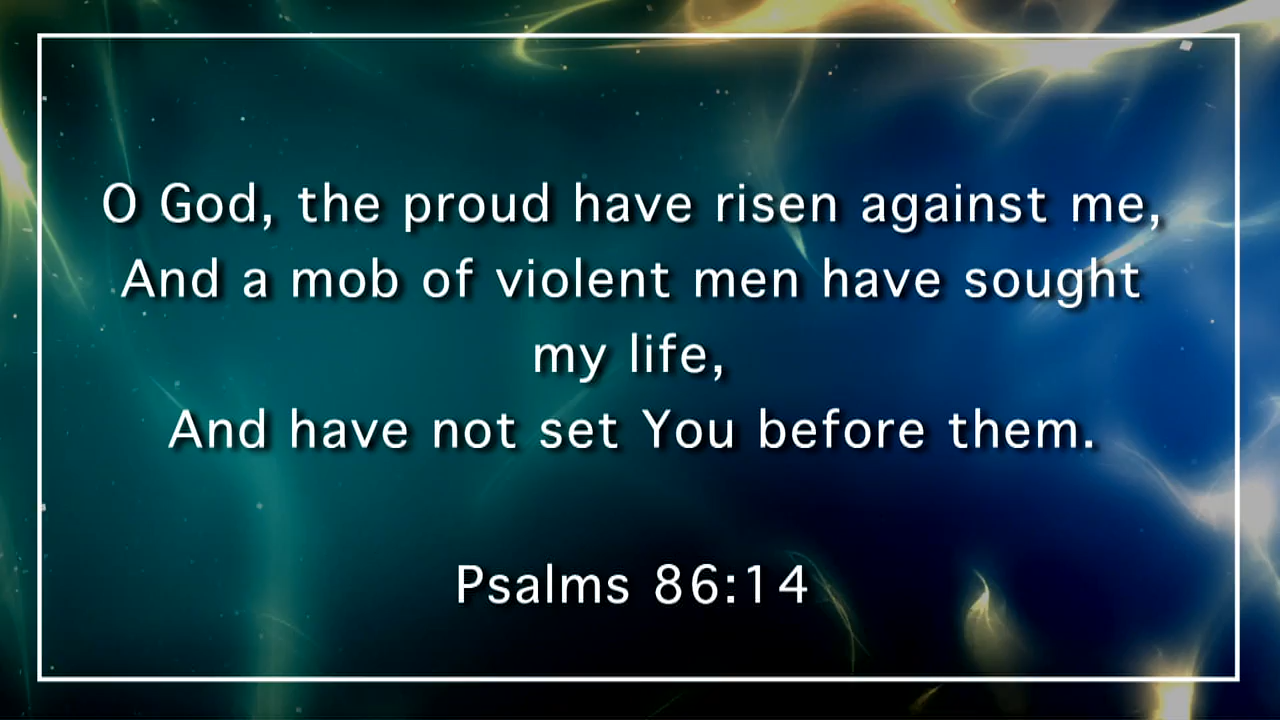 O God, the proud have risen against me,
And a mob of violent men have sought
my life,
And have not set You before them.
Psalms 86:14